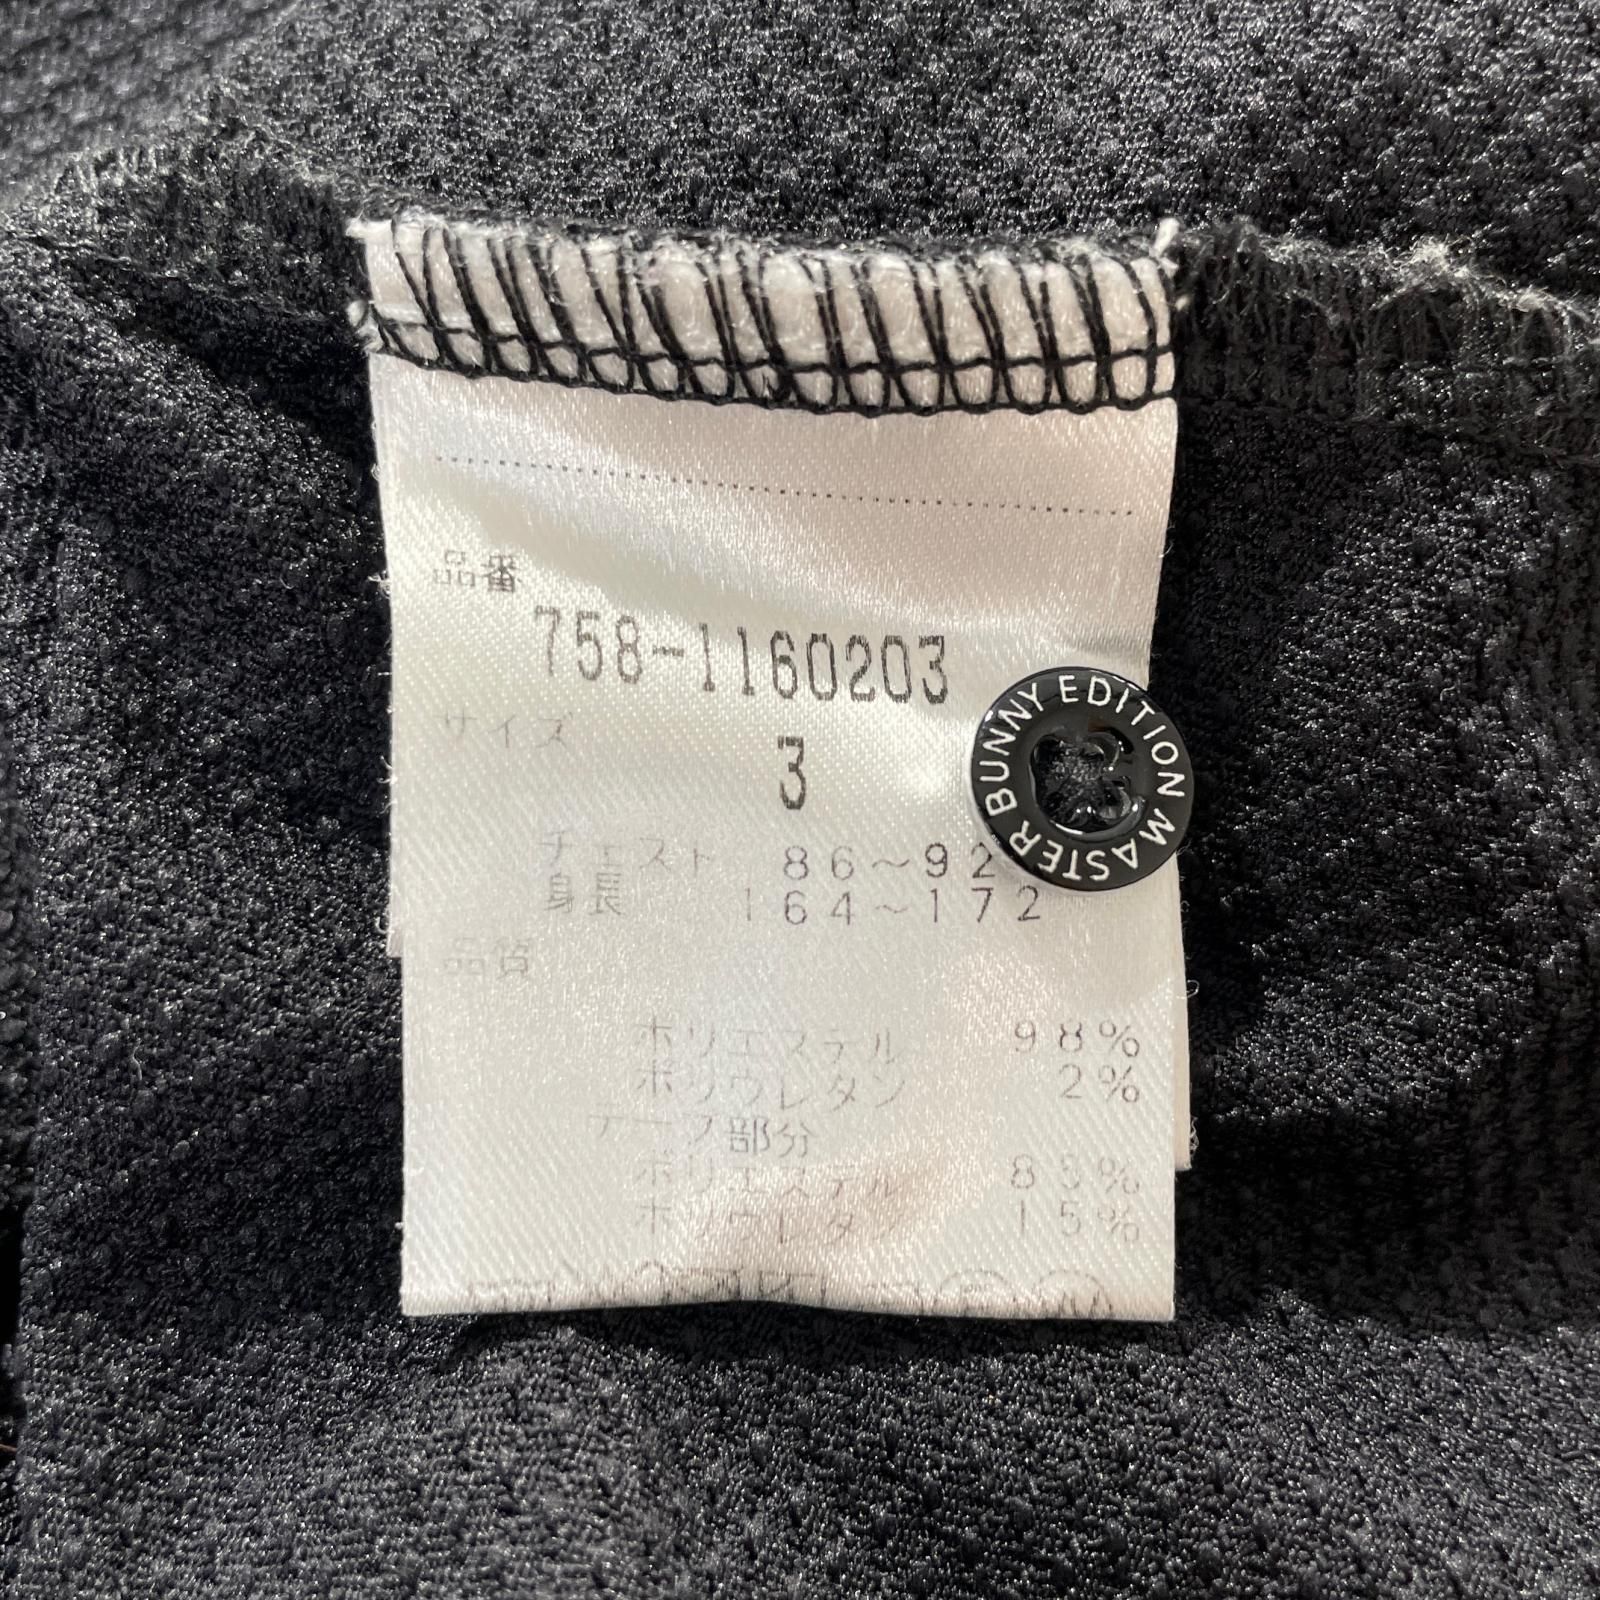 品番
758-1160203
サイズ
3
チェスト 86～92
身長 164～172
品質
ポリエステル 98%
ポリウレタン 2%
テープ部分
ポリエステル 85%
ポリウレタン 15%
MASTER BUNNY EDITION